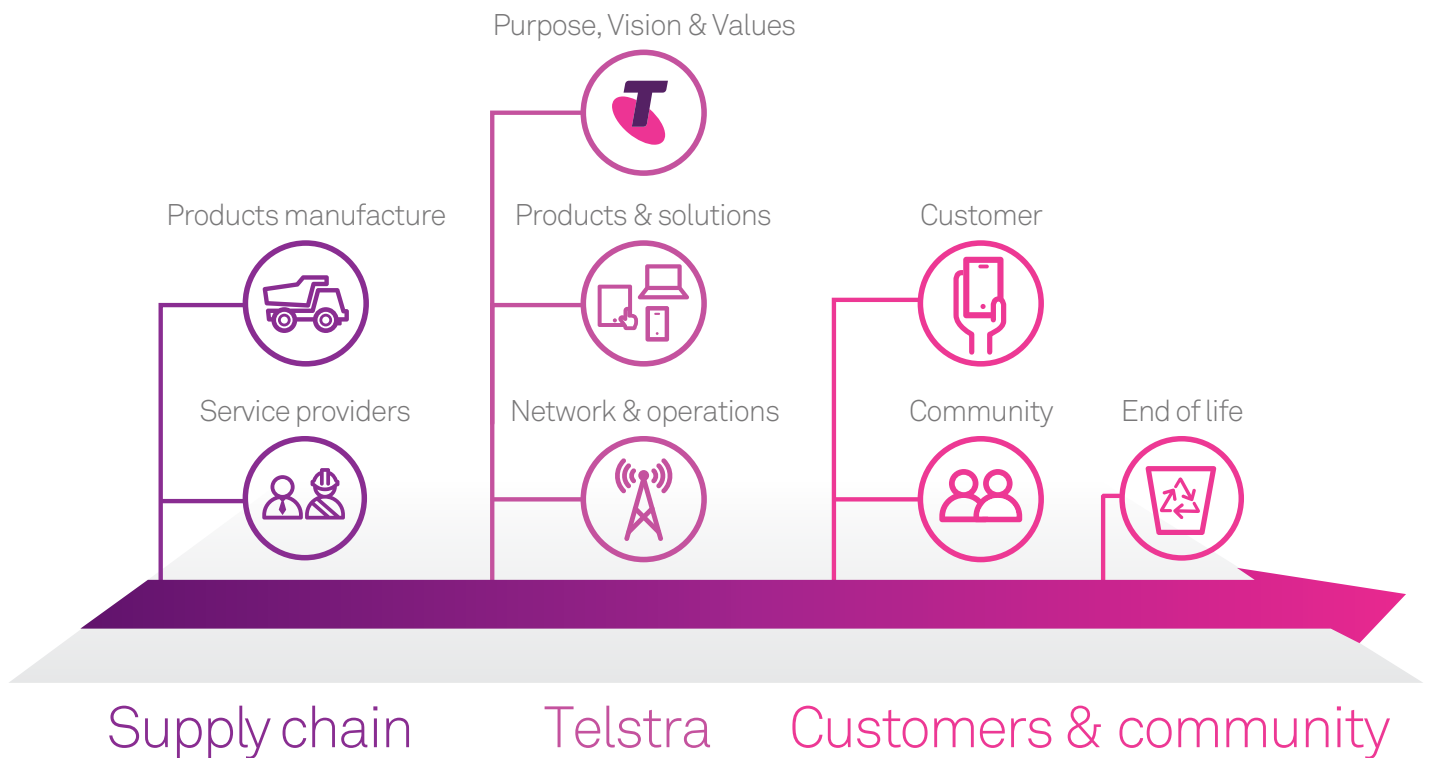 Purpose, Vision & Values
T
Products manufacture
Products & solutions
Customer
Service providers
Network & operations
Community
End of life
Supply chain
Telstra
Customers & community